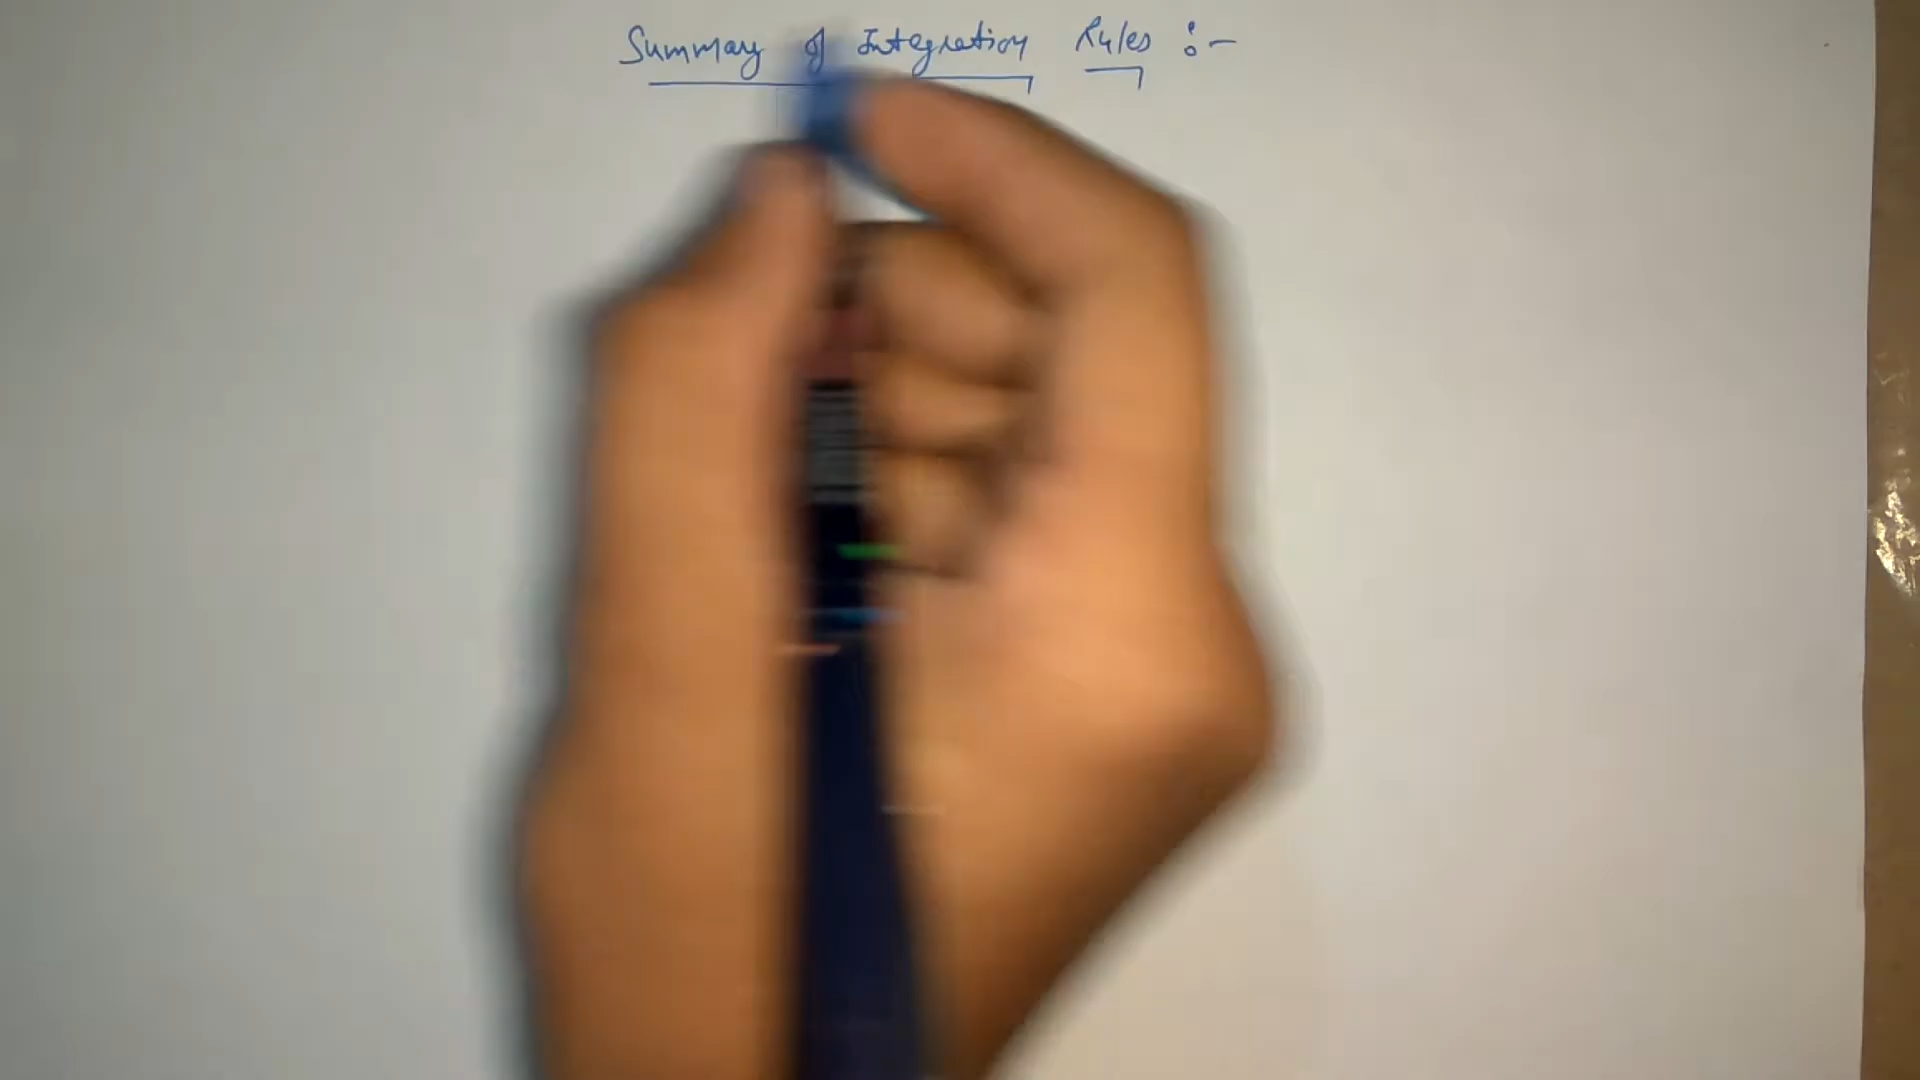 Summary of Integration Rules :-